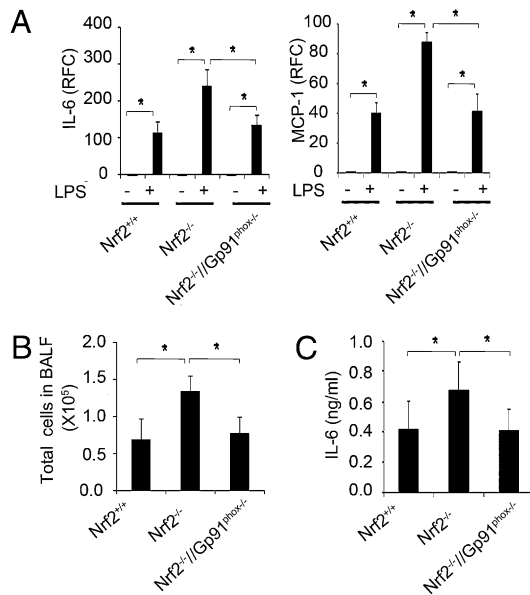 A
IL-6 (RFC)
400
300
200
100
0
*
*
*
*
LPS
-
+
-
+
-
+
Nrf2+/+
Nrf2-/-
Nrf2-/-//Gp91phox-/-
MCP-1 (RFC)
100
80
60
40
20
0
*
*
*
*
LPS
-
+
-
+
-
+
Nrf2+/+
Nrf2-/-
Nrf2-/-//Gp91phox-/-
B
Total cells in BALF
(X10⁵)
2.0
1.5
1.0
0.5
0.0
*
*
Nrf2+/+
Nrf2-/-
Nrf2-/-//Gp91phox-/-
C
IL-6 (ng/ml)
1.0
0.8
0.6
0.4
0.2
0
*
*
Nrf2+/+
Nrf2-/-
Nrf2-/-//Gp91phox-/-